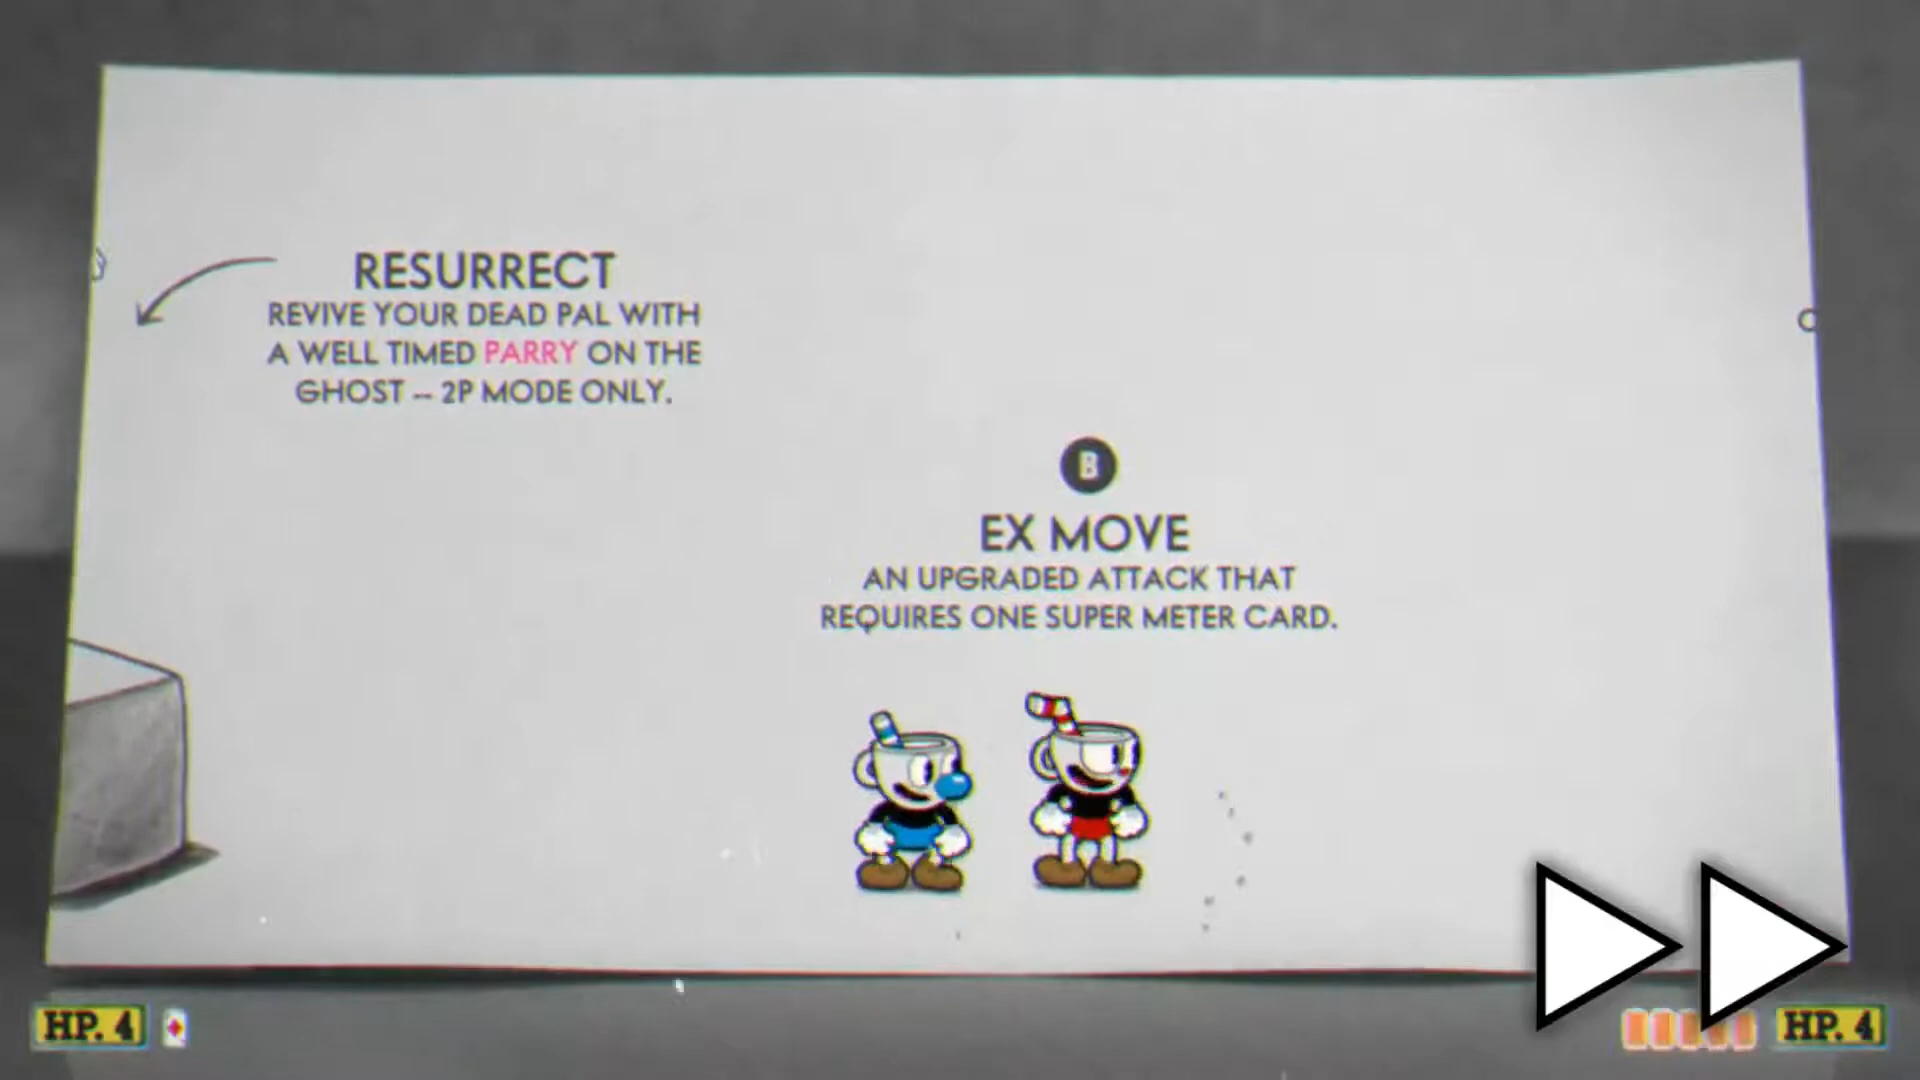 RESURRECT
REVIVE YOUR DEAD PAL WITH
A WELL TIMED PARRY ON THE
GHOST -- 2P MODE ONLY.
B
EX MOVE
AN UPGRADED ATTACK THAT
REQUIRES ONE SUPER METER CARD.
HP. 4
HP. 4